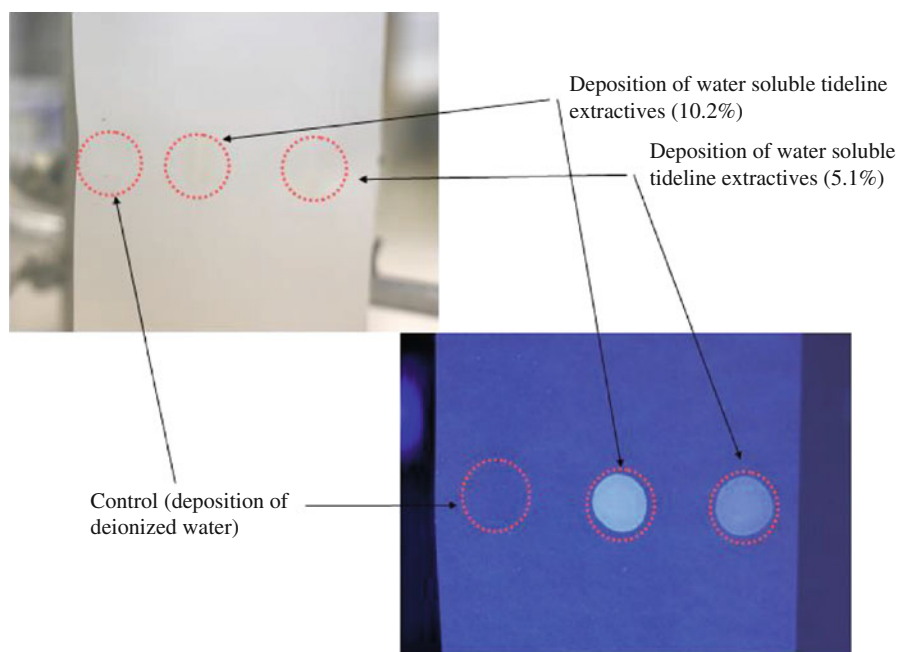 Deposition of water soluble tideline
extractives (10.2%)
Deposition of water soluble
tideline extractives (5.1%)
Control (deposition of
deionized water)